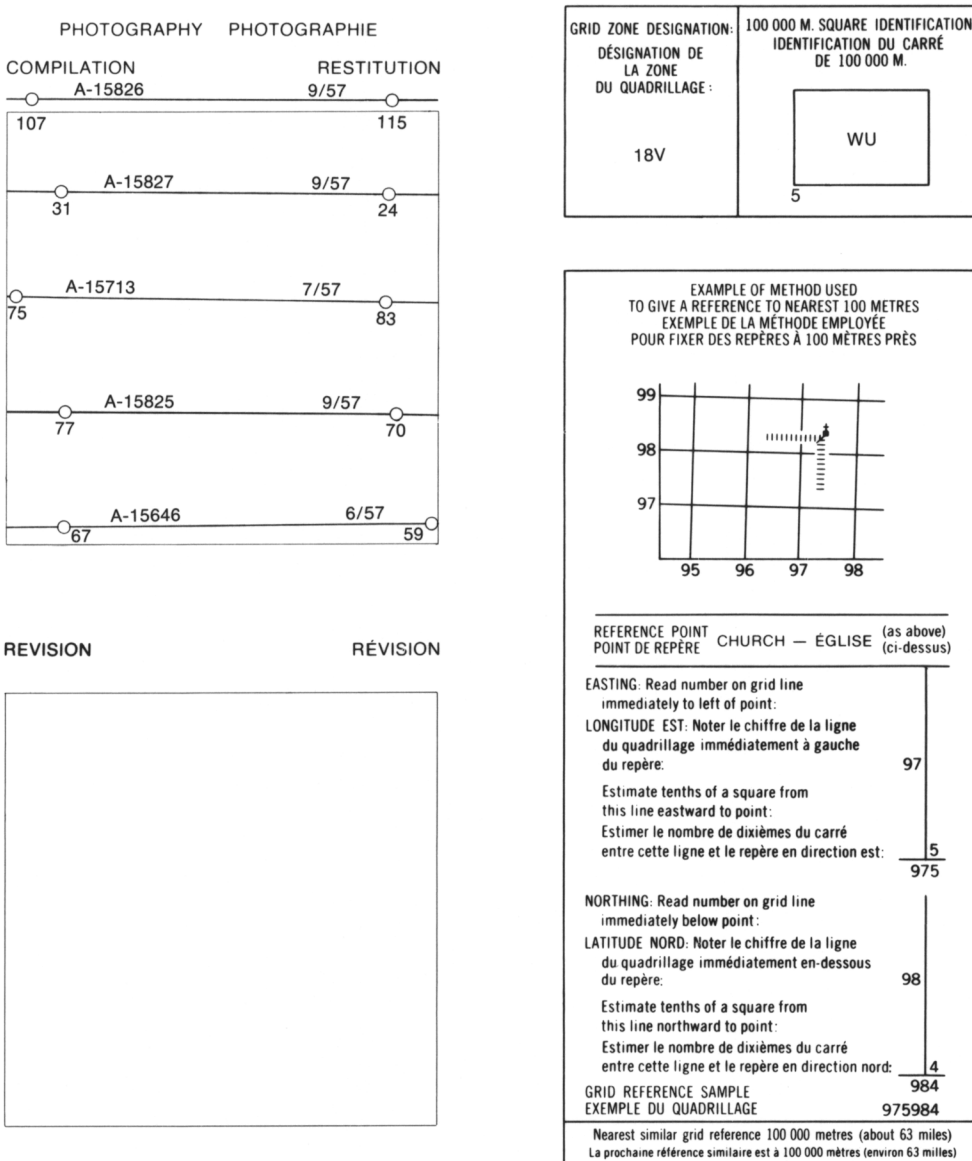 PHOTOGRAPHY PHOTOGRAPHIE
COMPILATION RESTITUTION
A-15826 9/57
107 115
A-15827 9/57
31 24
A-15713 7/57
75 83
A-15825 9/57
77 70
A-15646 6/57
67 59
REVISION RÉVISION
GRID ZONE DESIGNATION:
DÉSIGNATION DE
LA ZONE
DU QUADRILLAGE :
18V
100 000 M. SQUARE IDENTIFICATION
IDENTIFICATION DU CARRÉ
DE 100 000 M.
WU
5
EXAMPLE OF METHOD USED
TO GIVE A REFERENCE TO NEAREST 100 METRES
EXEMPLE DE LA MÉTHODE EMPLOYÉE
POUR FIXER DES REPÈRES À 100 MÈTRES PRÈS
99
98
97
95 96 97 98
REFERENCE POINT
POINT DE REPÈRE
CHURCH — ÉGLISE
(as above)
(ci-dessus)
EASTING: Read number on grid line
immediately to left of point:
LONGITUDE EST: Noter le chiffre de la ligne
du quadrillage immédiatement à gauche
du repère: 97
Estimate tenths of a square from
this line eastward to point:
Estimer le nombre de dixièmes du carré
entre cette ligne et le repère en direction est: 5
975
NORTHING: Read number on grid line
immediately below point:
LATITUDE NORD: Noter le chiffre de la ligne
du quadrillage immédiatement en-dessous
du repère: 98
Estimate tenths of a square from
this line northward to point:
Estimer le nombre de dixièmes du carré
entre cette ligne et le repère en direction nord: 4
984
GRID REFERENCE SAMPLE
EXEMPLE DU QUADRILLAGE 975984
Nearest similar grid reference 100 000 metres (about 63 miles)
La prochaine référence similaire est à 100 000 mètres (environ 63 milles)